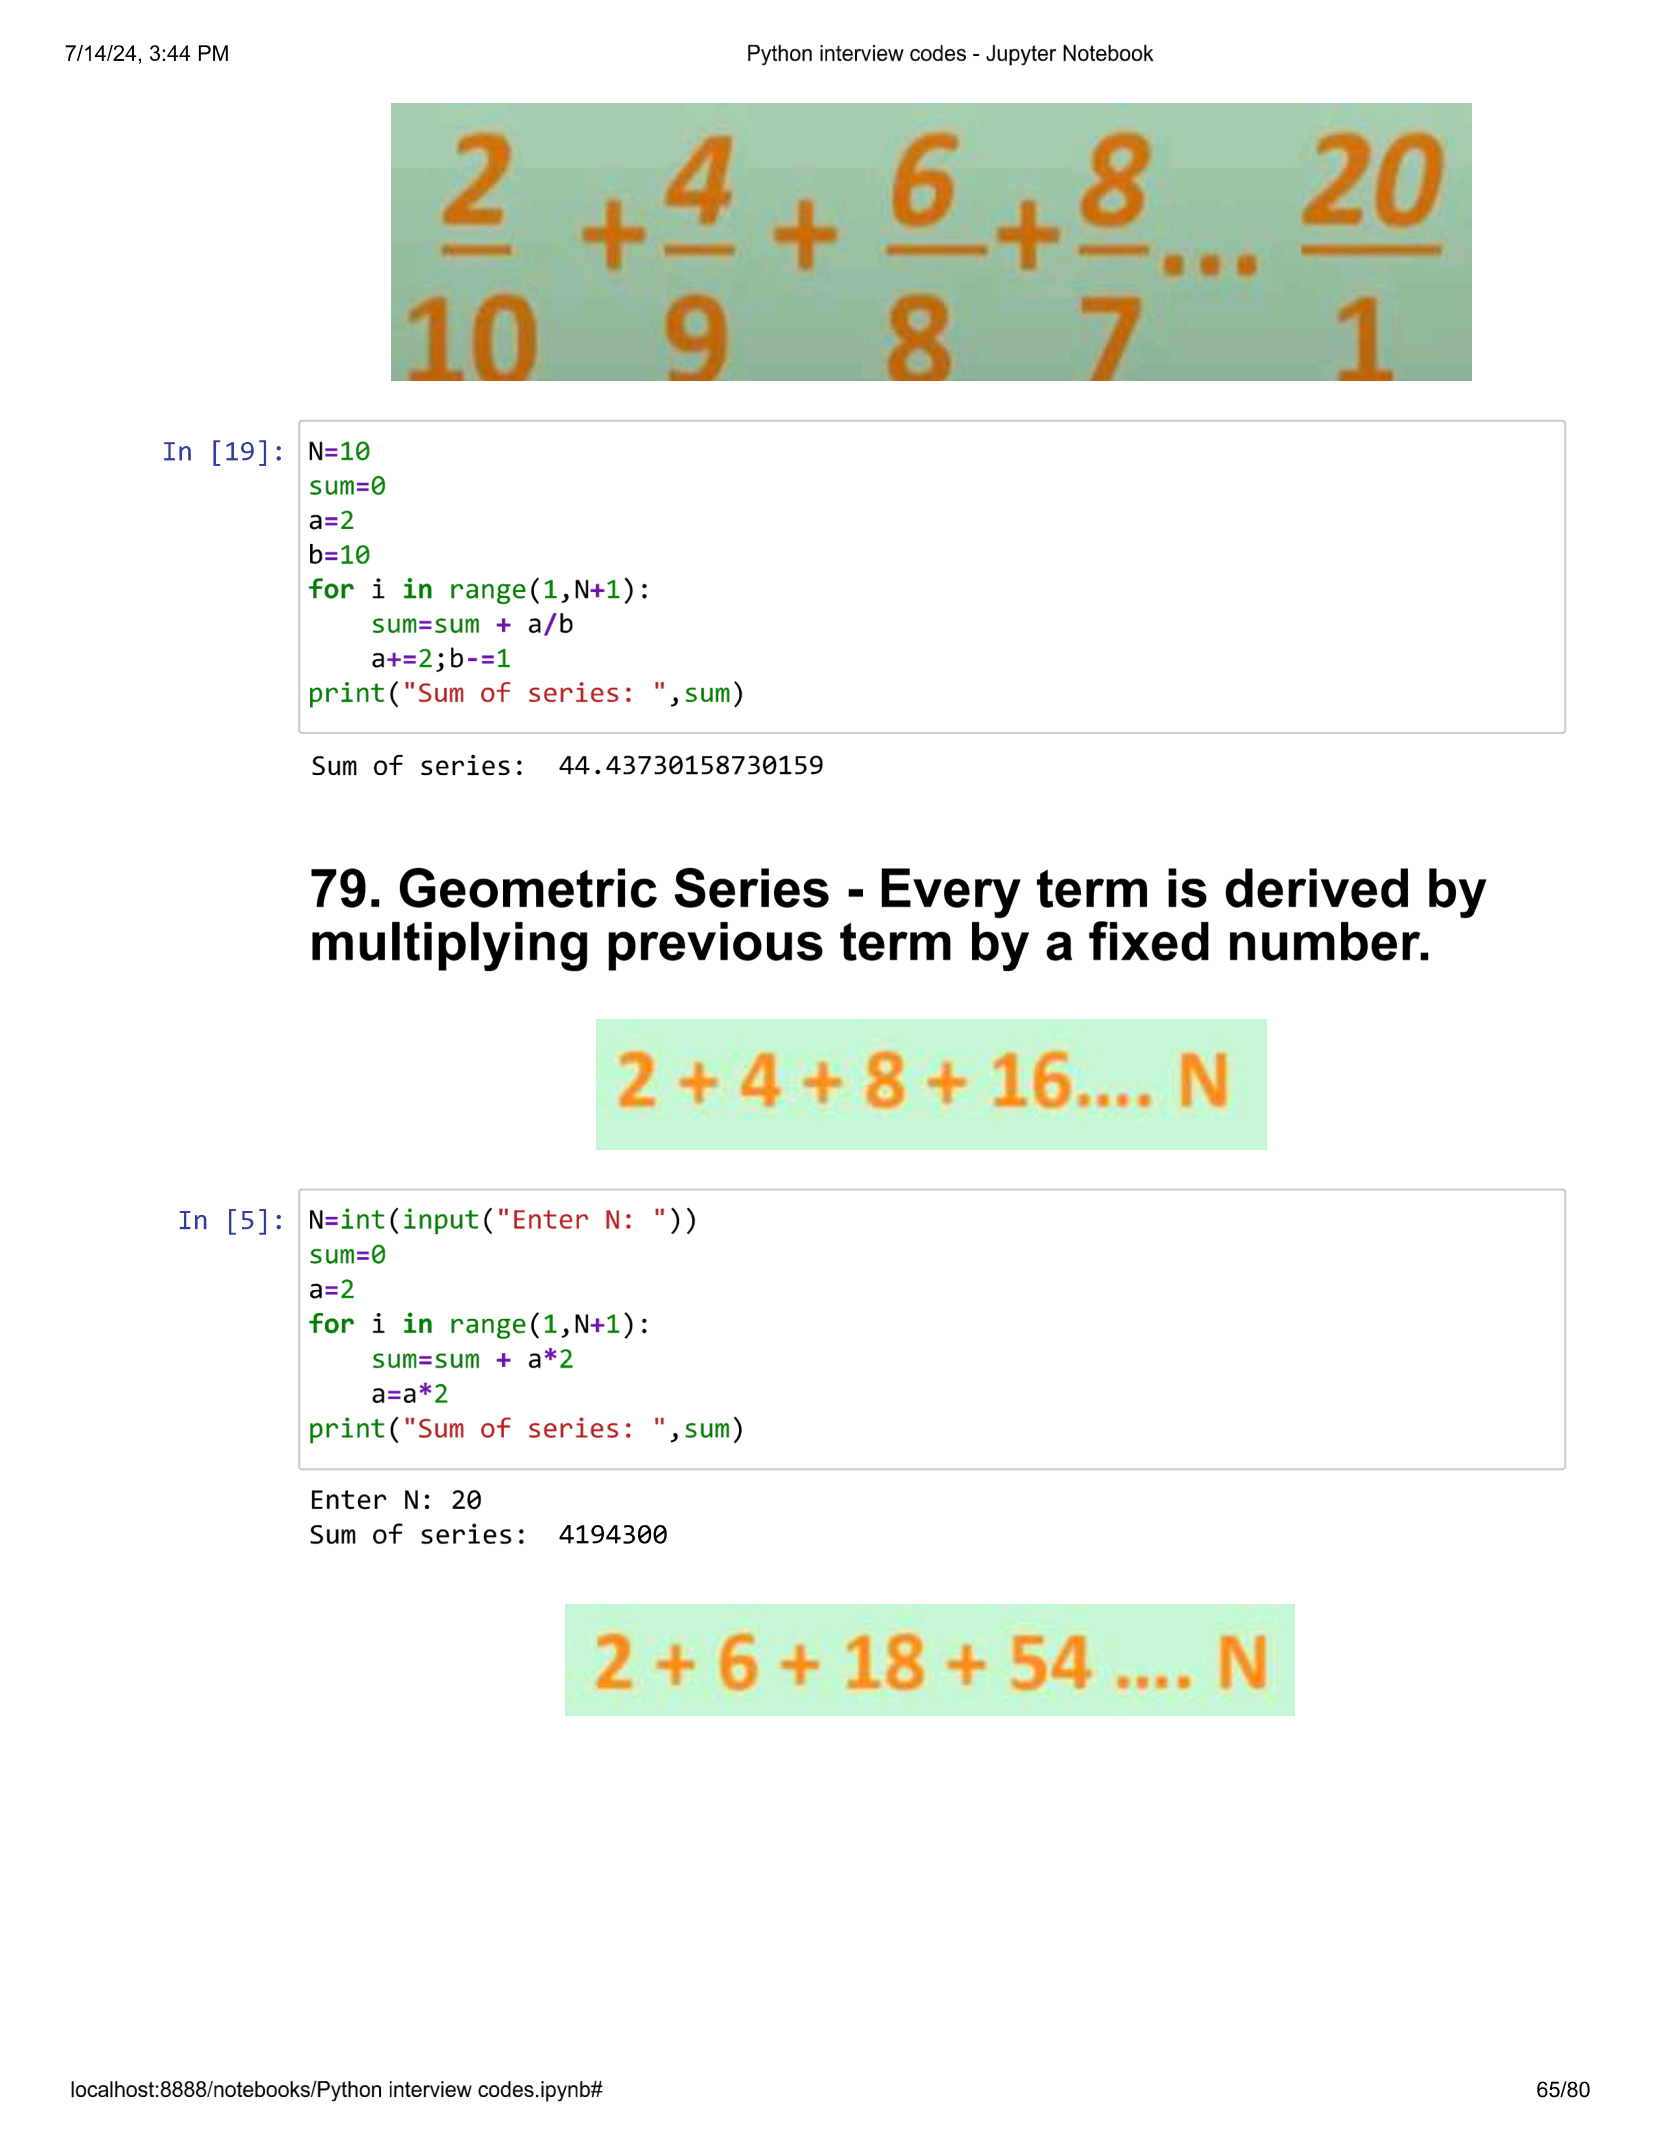 7/14/24, 3:44 PM Python interview codes - Jupyter Notebook
2/10 + 4/9 + 6/8 + 8/7 ... 20/1
In [19]: N=10
sum=0
a=2
b=10
for i in range(1,N+1):
    sum=sum + a/b
    a+=2;b-=1
print("Sum of series: ",sum)
Sum of series:  44.43730158730159
79. Geometric Series - Every term is derived by
multiplying previous term by a fixed number.
2 + 4 + 8 + 16.... N
In [5]: N=int(input("Enter N: "))
sum=0
a=2
for i in range(1,N+1):
    sum=sum + a*2
    a=a*2
print("Sum of series: ",sum)
Enter N: 20
Sum of series:  4194300
2 + 6 + 18 + 54 .... N
localhost:8888/notebooks/Python interview codes.ipynb# 65/80